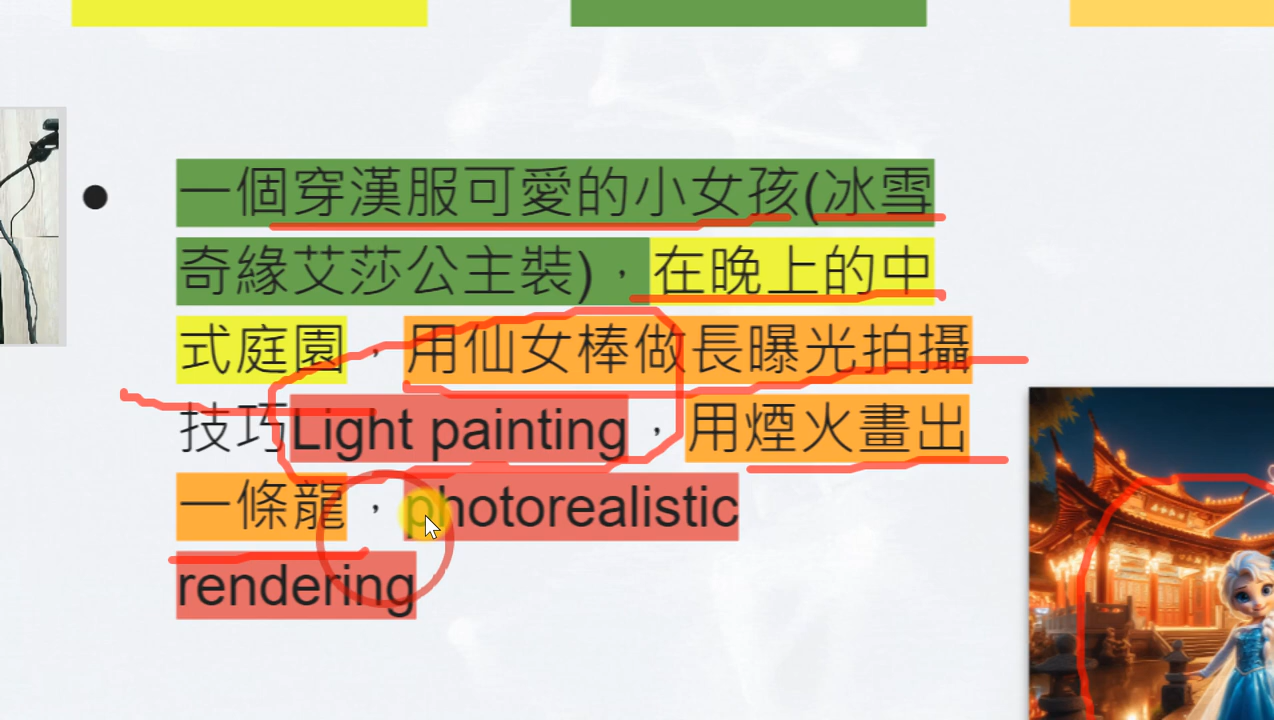 一個穿漢服可愛的小女孩(冰雪
奇緣艾莎公主裝)，在晚上的中
式庭園，用仙女棒做長曝光拍攝
技巧Light painting，用煙火畫出
一條龍，photorealistic
rendering